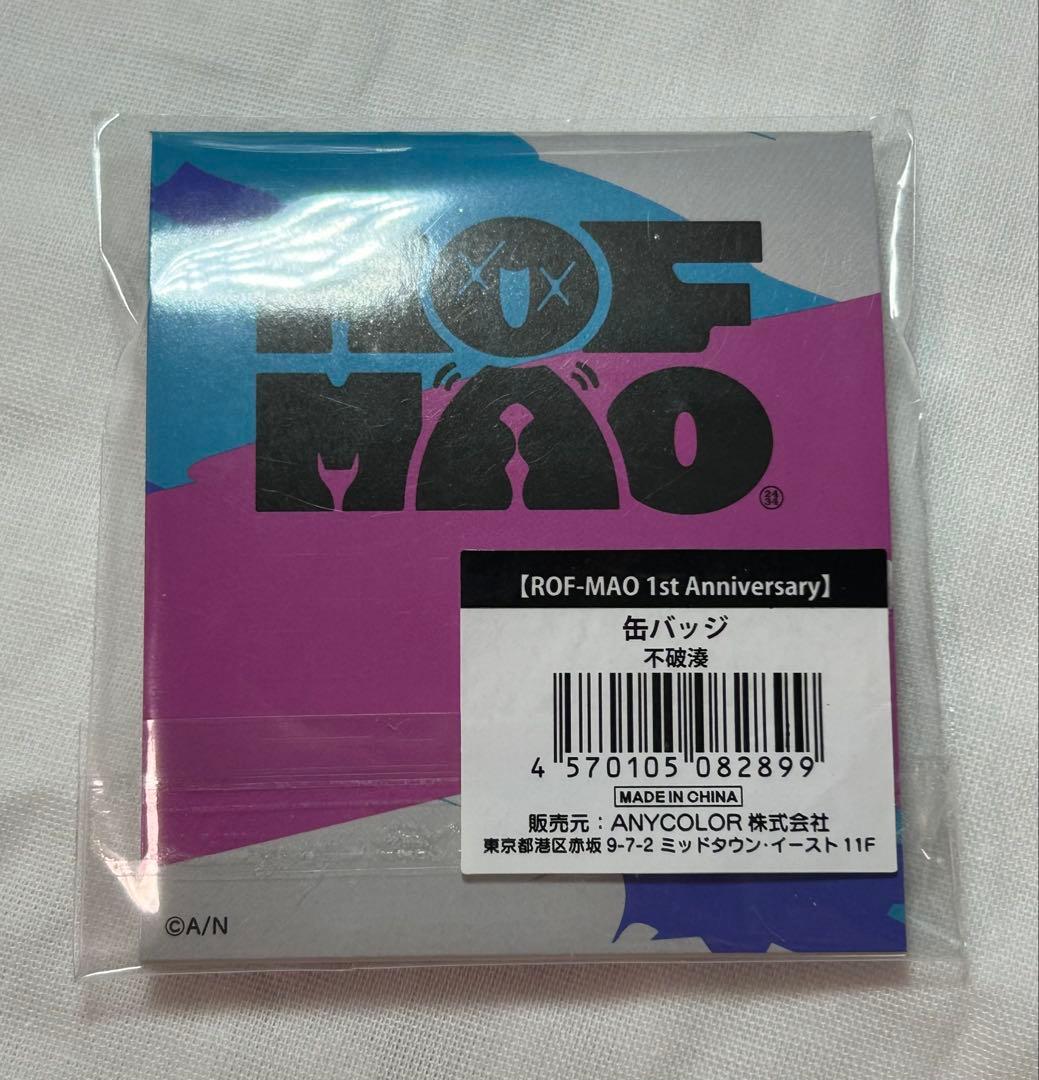 ROF
MAO
24
34
【ROF-MAO 1st Anniversary】
缶バッジ
不破湊
4 570105 082899
MADE IN CHINA
販売元：ANYCOLOR 株式会社
東京都港区赤坂 9-7-2 ミッドタウン・イースト 11F
©A/N